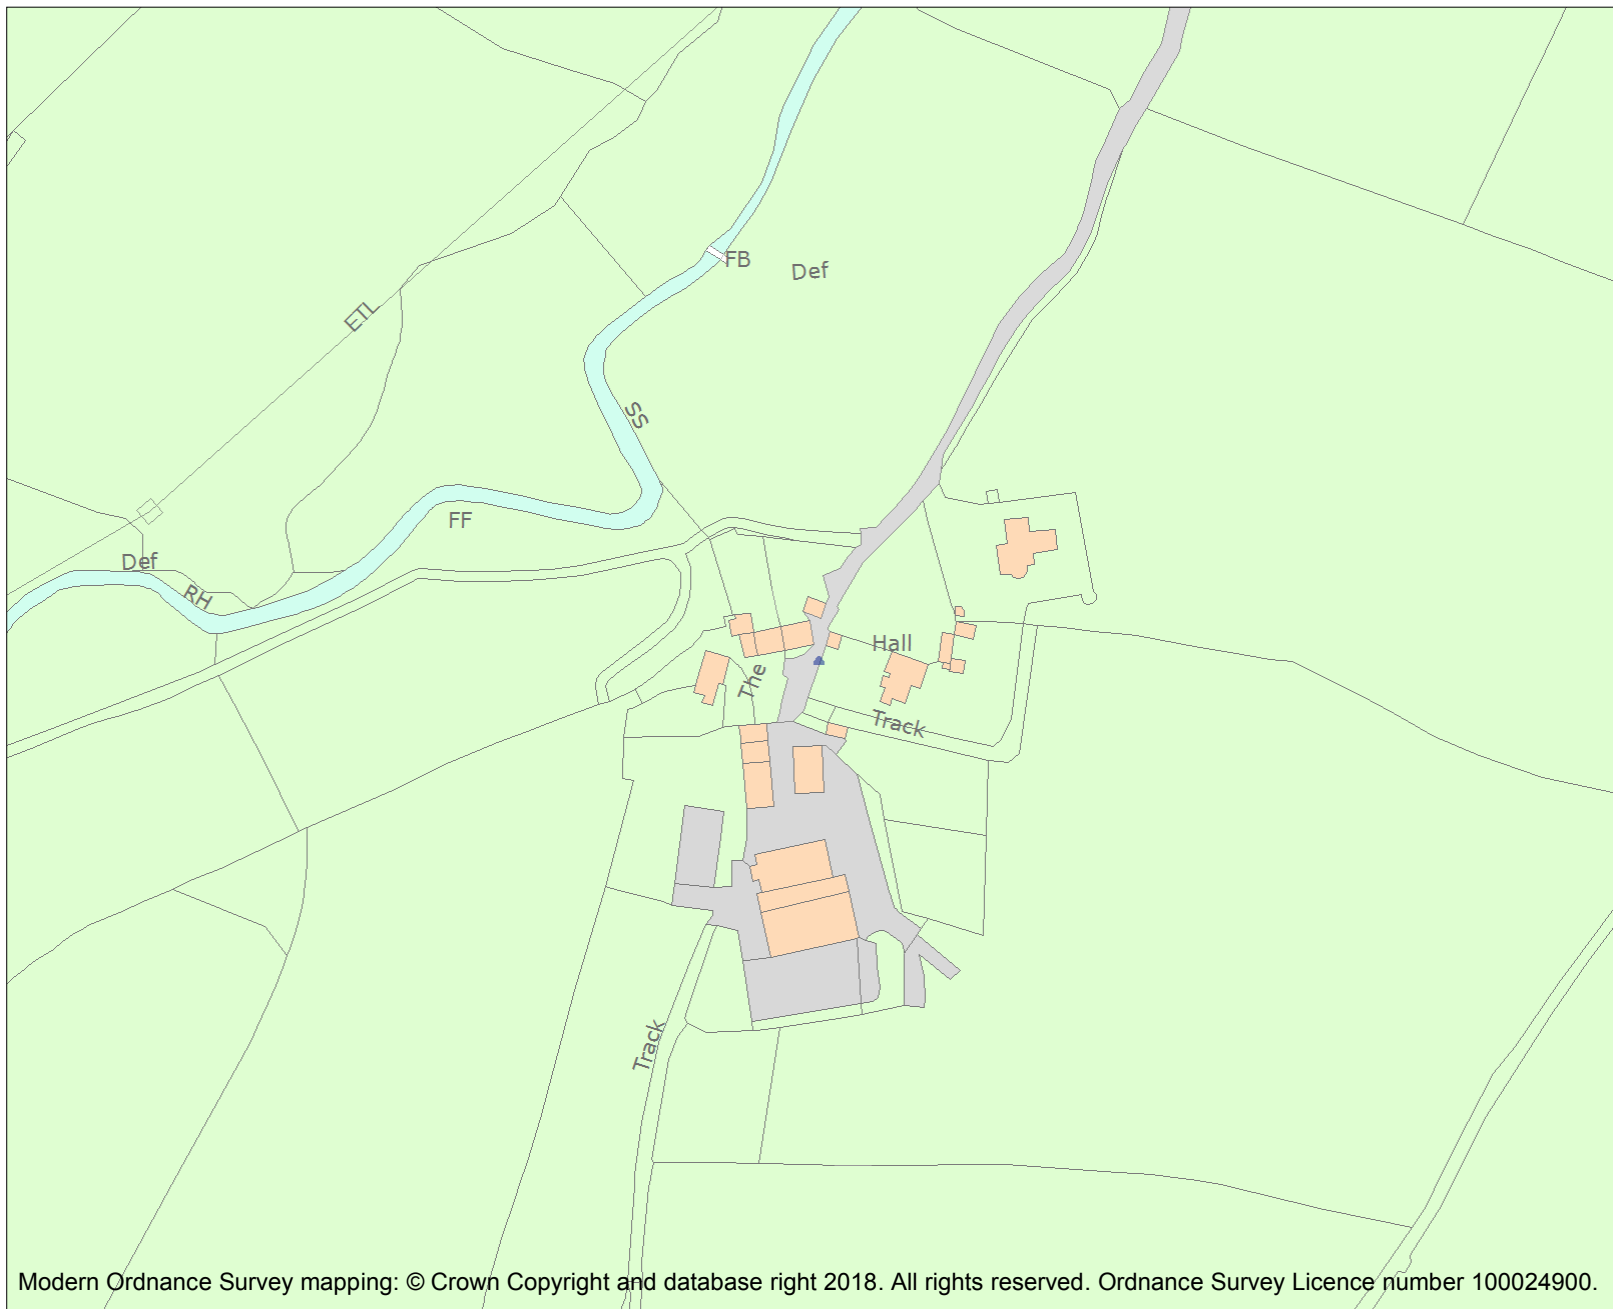 FB
Def
ETL
SS
FF
Def
RH
Hall
The
Track
Track
Modern Ordnance Survey mapping: © Crown Copyright and database right 2018. All rights reserved. Ordnance Survey Licence number 100024900.